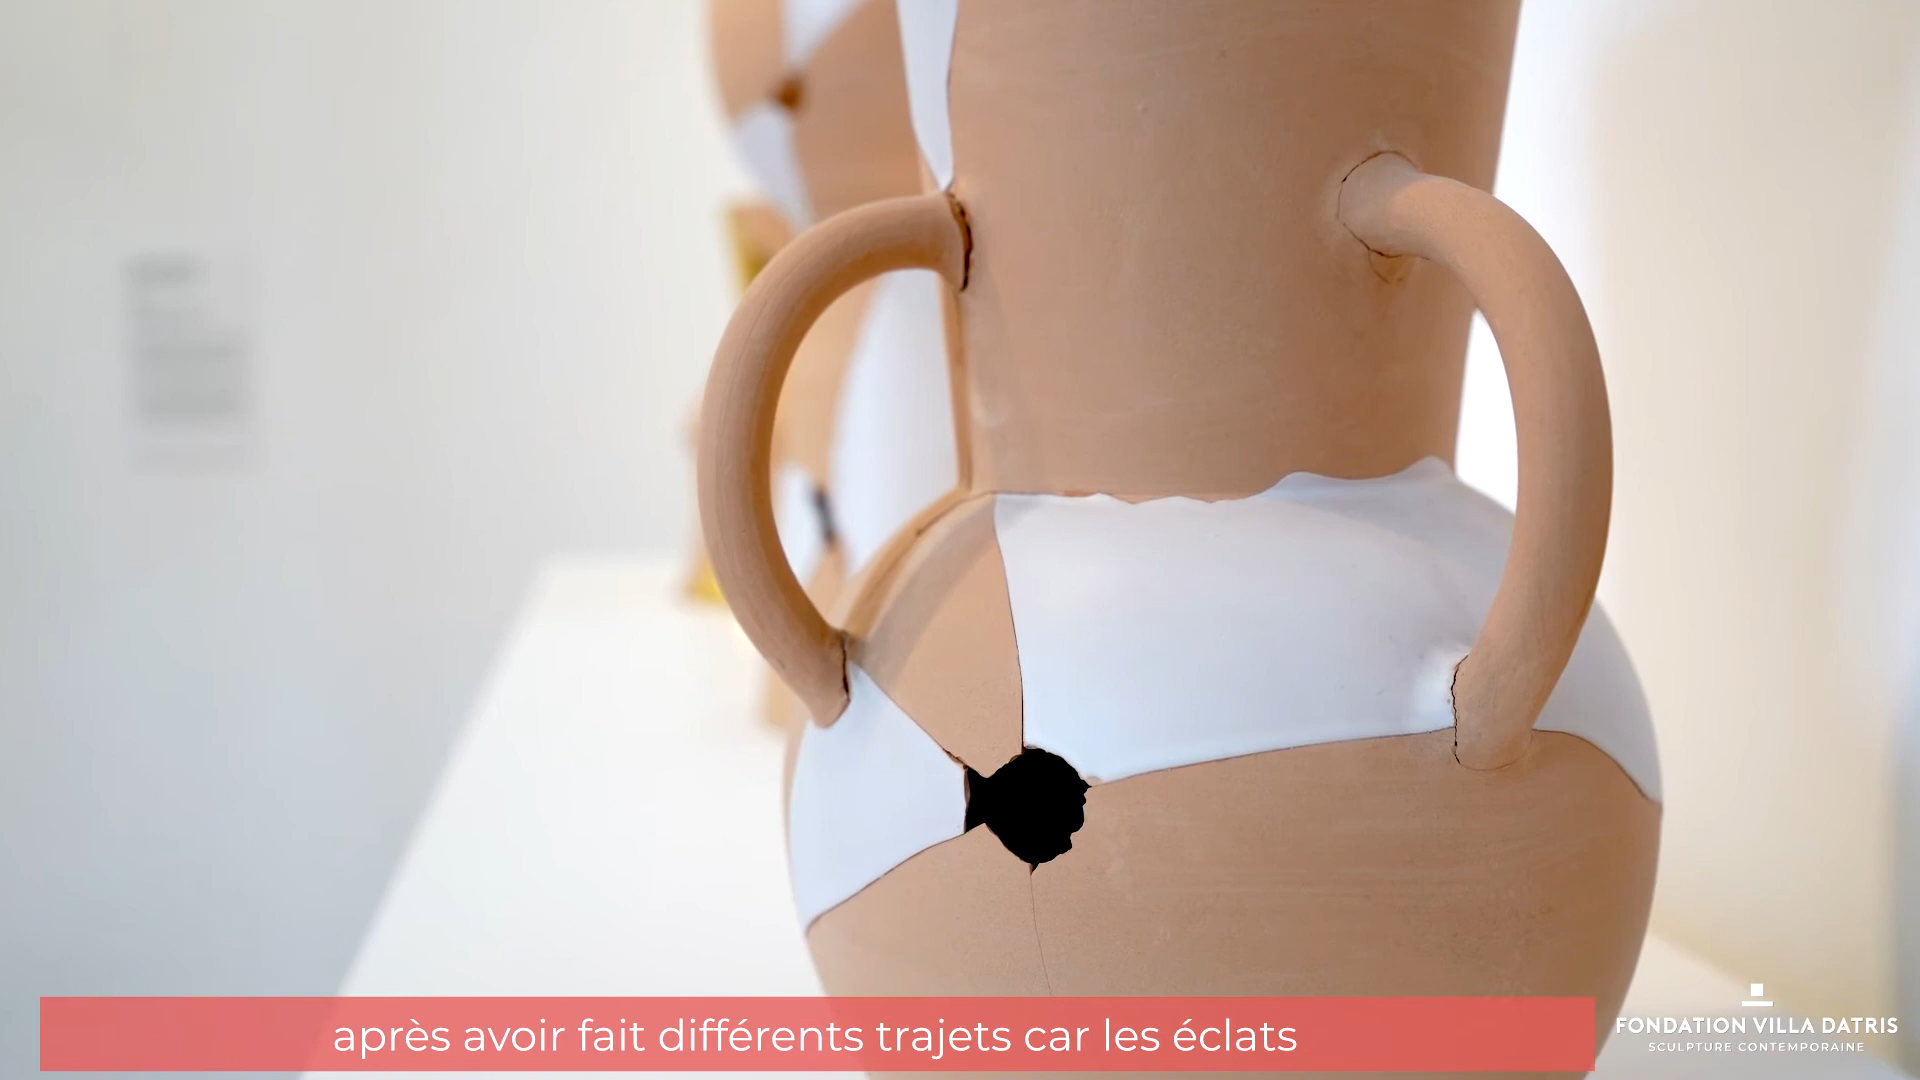 après avoir fait différents trajets car les éclats
FONDATION VILLA DATRIS
SCULPTURE CONTEMPORAINE